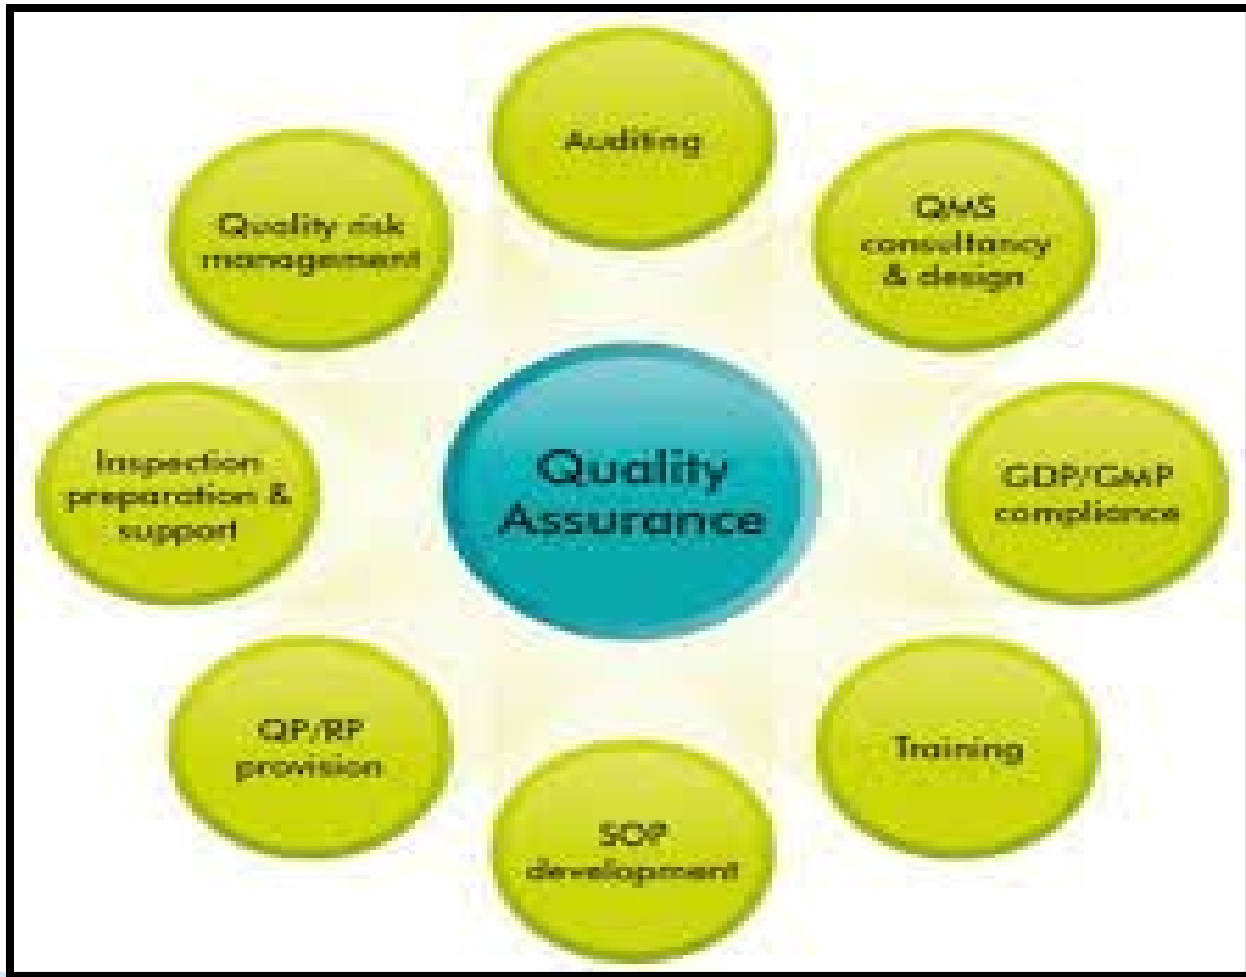 Auditing
QMS
consultancy
& design
GDP/GMP
compliance
Training
SOP
development
QP/RP
provision
Inspection
preparation &
support
Quality risk
management
Quality
Assurance